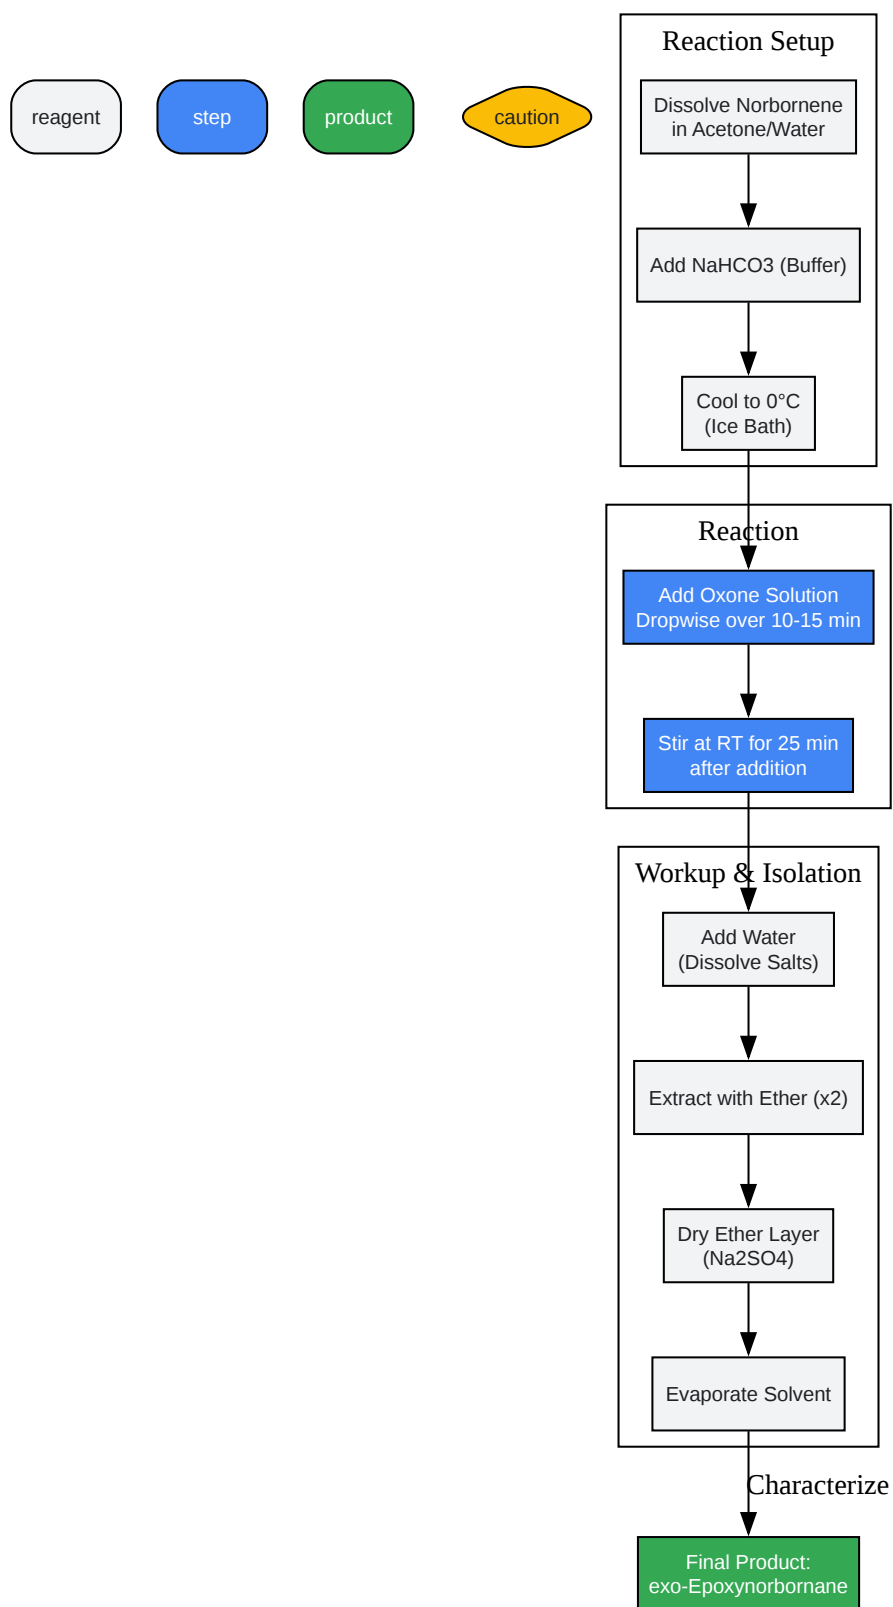 reagent
step
product
caution
Reaction Setup
Dissolve Norbornene
in Acetone/Water
Add NaHCO3 (Buffer)
Cool to 0°C
(Ice Bath)
Reaction
Add Oxone Solution
Dropwise over 10-15 min
Stir at RT for 25 min
after addition
Workup & Isolation
Add Water
(Dissolve Salts)
Extract with Ether (x2)
Dry Ether Layer
(Na2SO4)
Evaporate Solvent
Characterize
Final Product:
exo-Epoxynorbornane